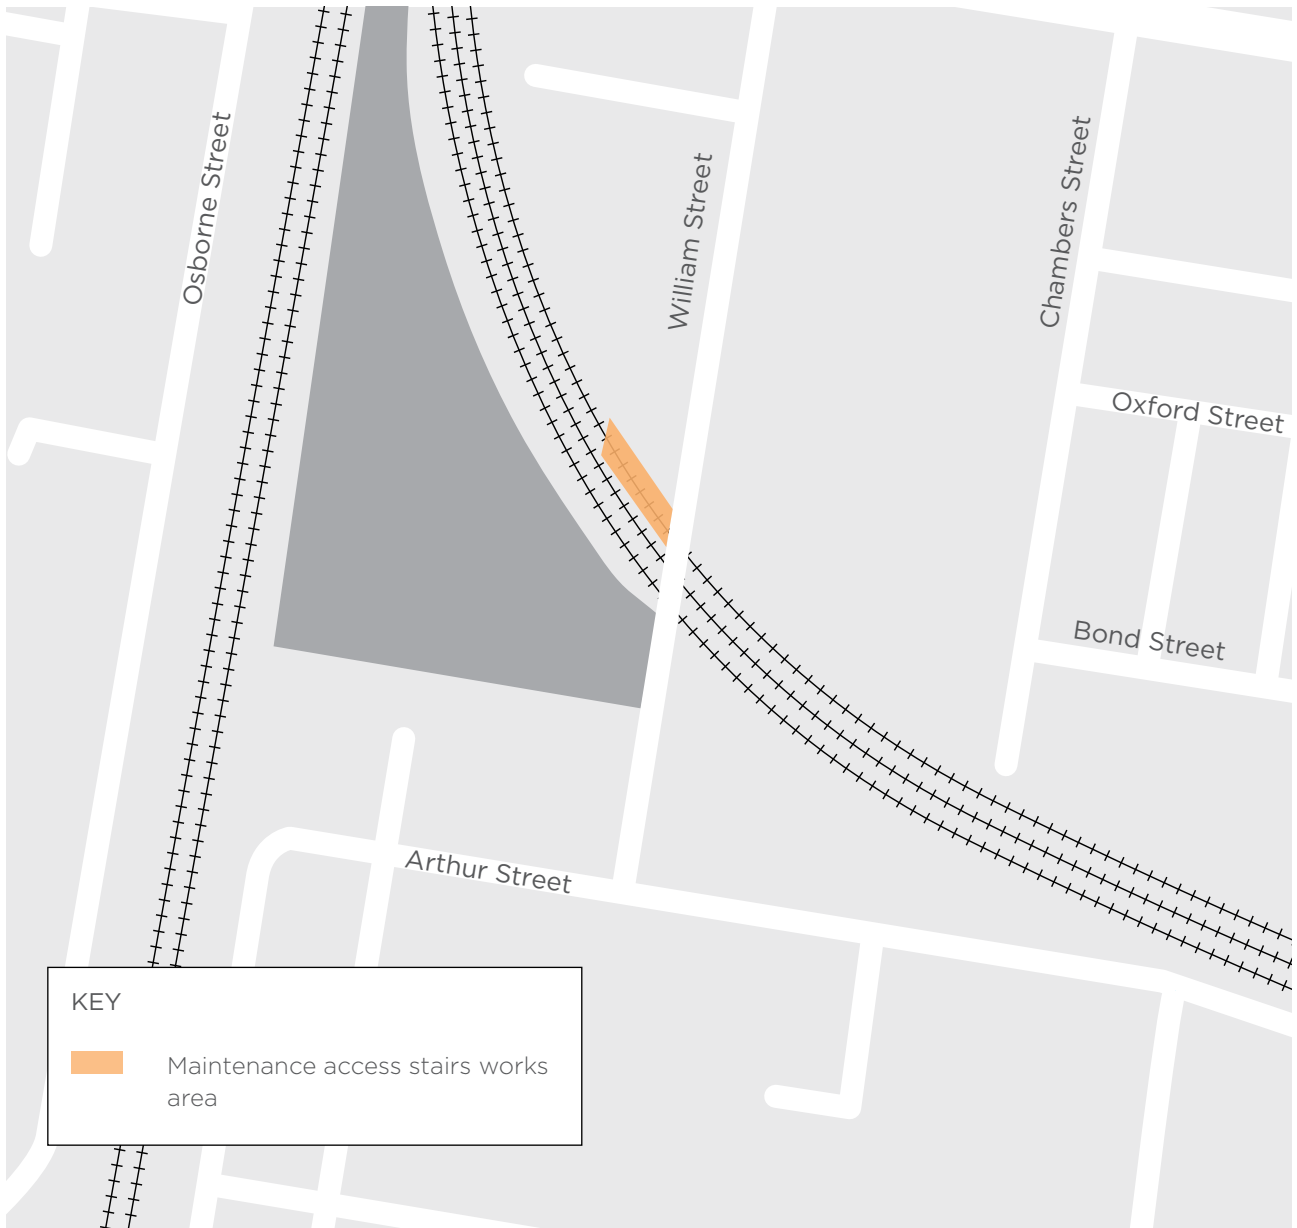 Osborne Street
William Street
Chambers Street
Oxford Street
Bond Street
Arthur Street
KEY
Maintenance access stairs works
area